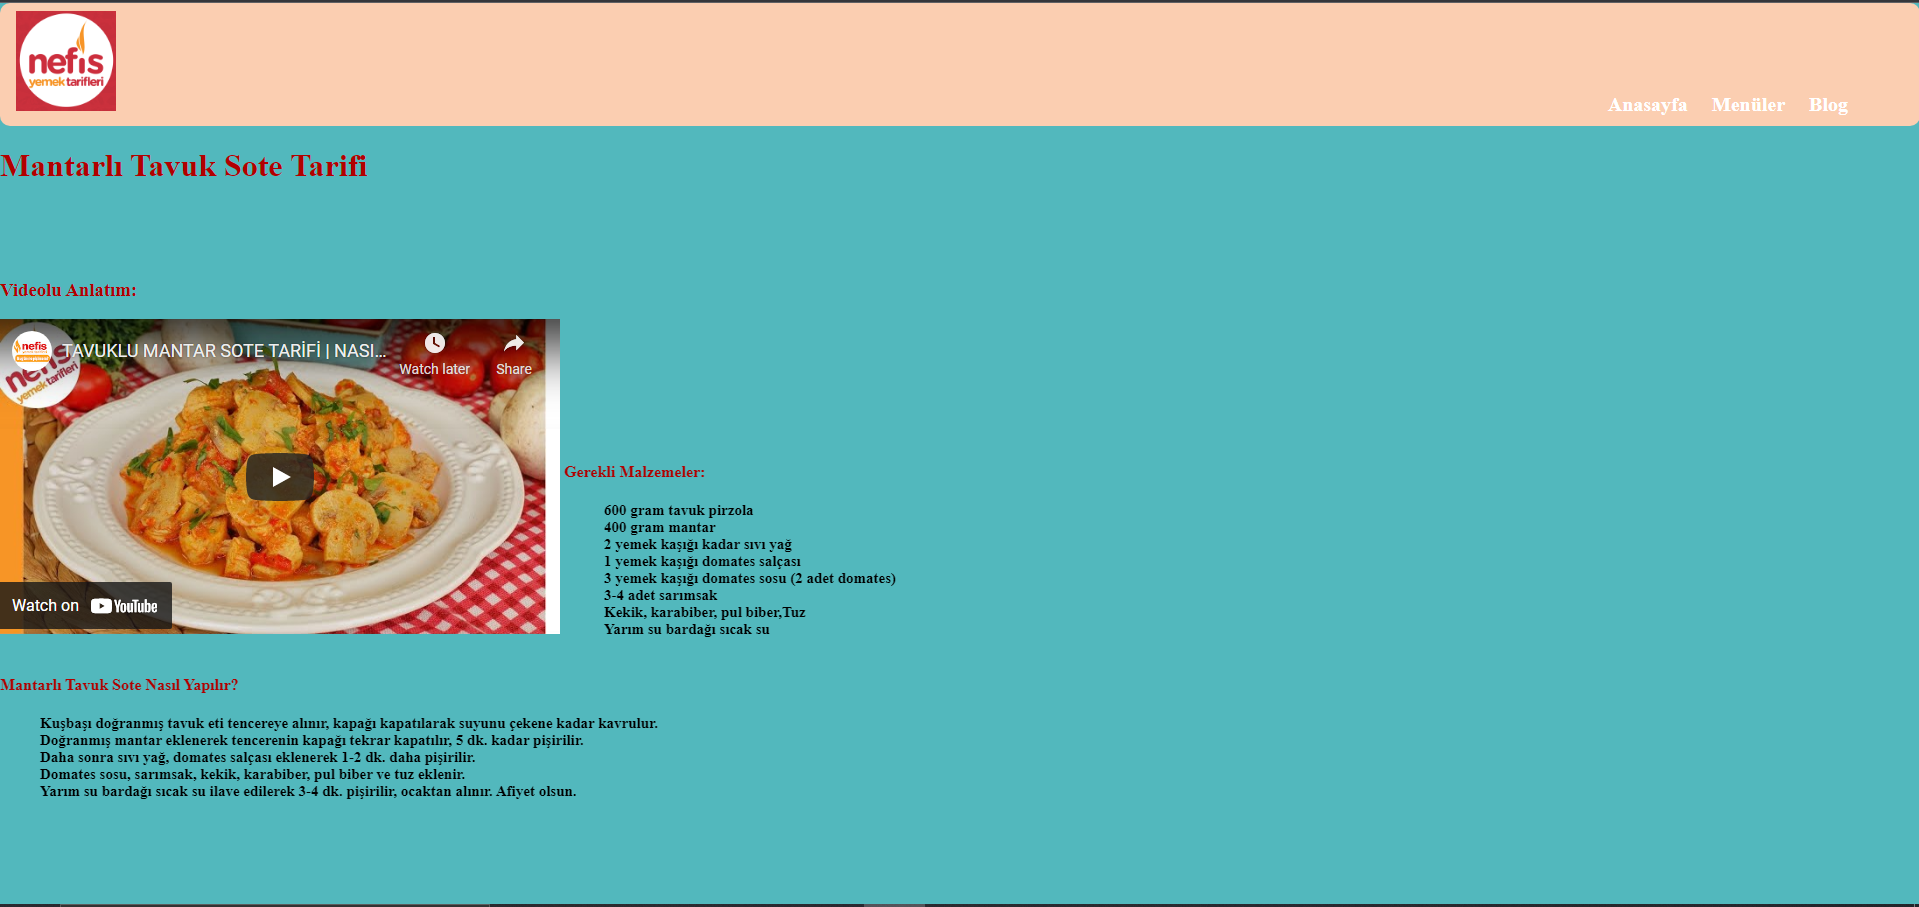 nefis
yemektarifleri
Anasayfa Menüler Blog
Mantarlı Tavuk Sote Tarifi
Videolu Anlatım:
nefis
TAVUKLU MANTAR SOTE TARİFİ | NASI...
Watch later
Share
nefis
yemektarifleri
Watch on YouTube
Gerekli Malzemeler:
600 gram tavuk pirzola
400 gram mantar
2 yemek kaşığı kadar sıvı yağ
1 yemek kaşığı domates salçası
3 yemek kaşığı domates sosu (2 adet domates)
3-4 adet sarımsak
Kekik, karabiber, pul biber,Tuz
Yarım su bardağı sıcak su
Mantarlı Tavuk Sote Nasıl Yapılır?
Kuşbaşı doğranmış tavuk eti tencereye alınır, kapağı kapatılarak suyunu çekene kadar kavrulur.
Doğranmış mantar eklenerek tencerenin kapağı tekrar kapatılır, 5 dk. kadar pişirilir.
Daha sonra sıvı yağ, domates salçası eklenerek 1-2 dk. daha pişirilir.
Domates sosu, sarımsak, kekik, karabiber, pul biber ve tuz eklenir.
Yarım su bardağı sıcak su ilave edilerek 3-4 dk. pişirilir, ocaktan alınır. Afiyet olsun.